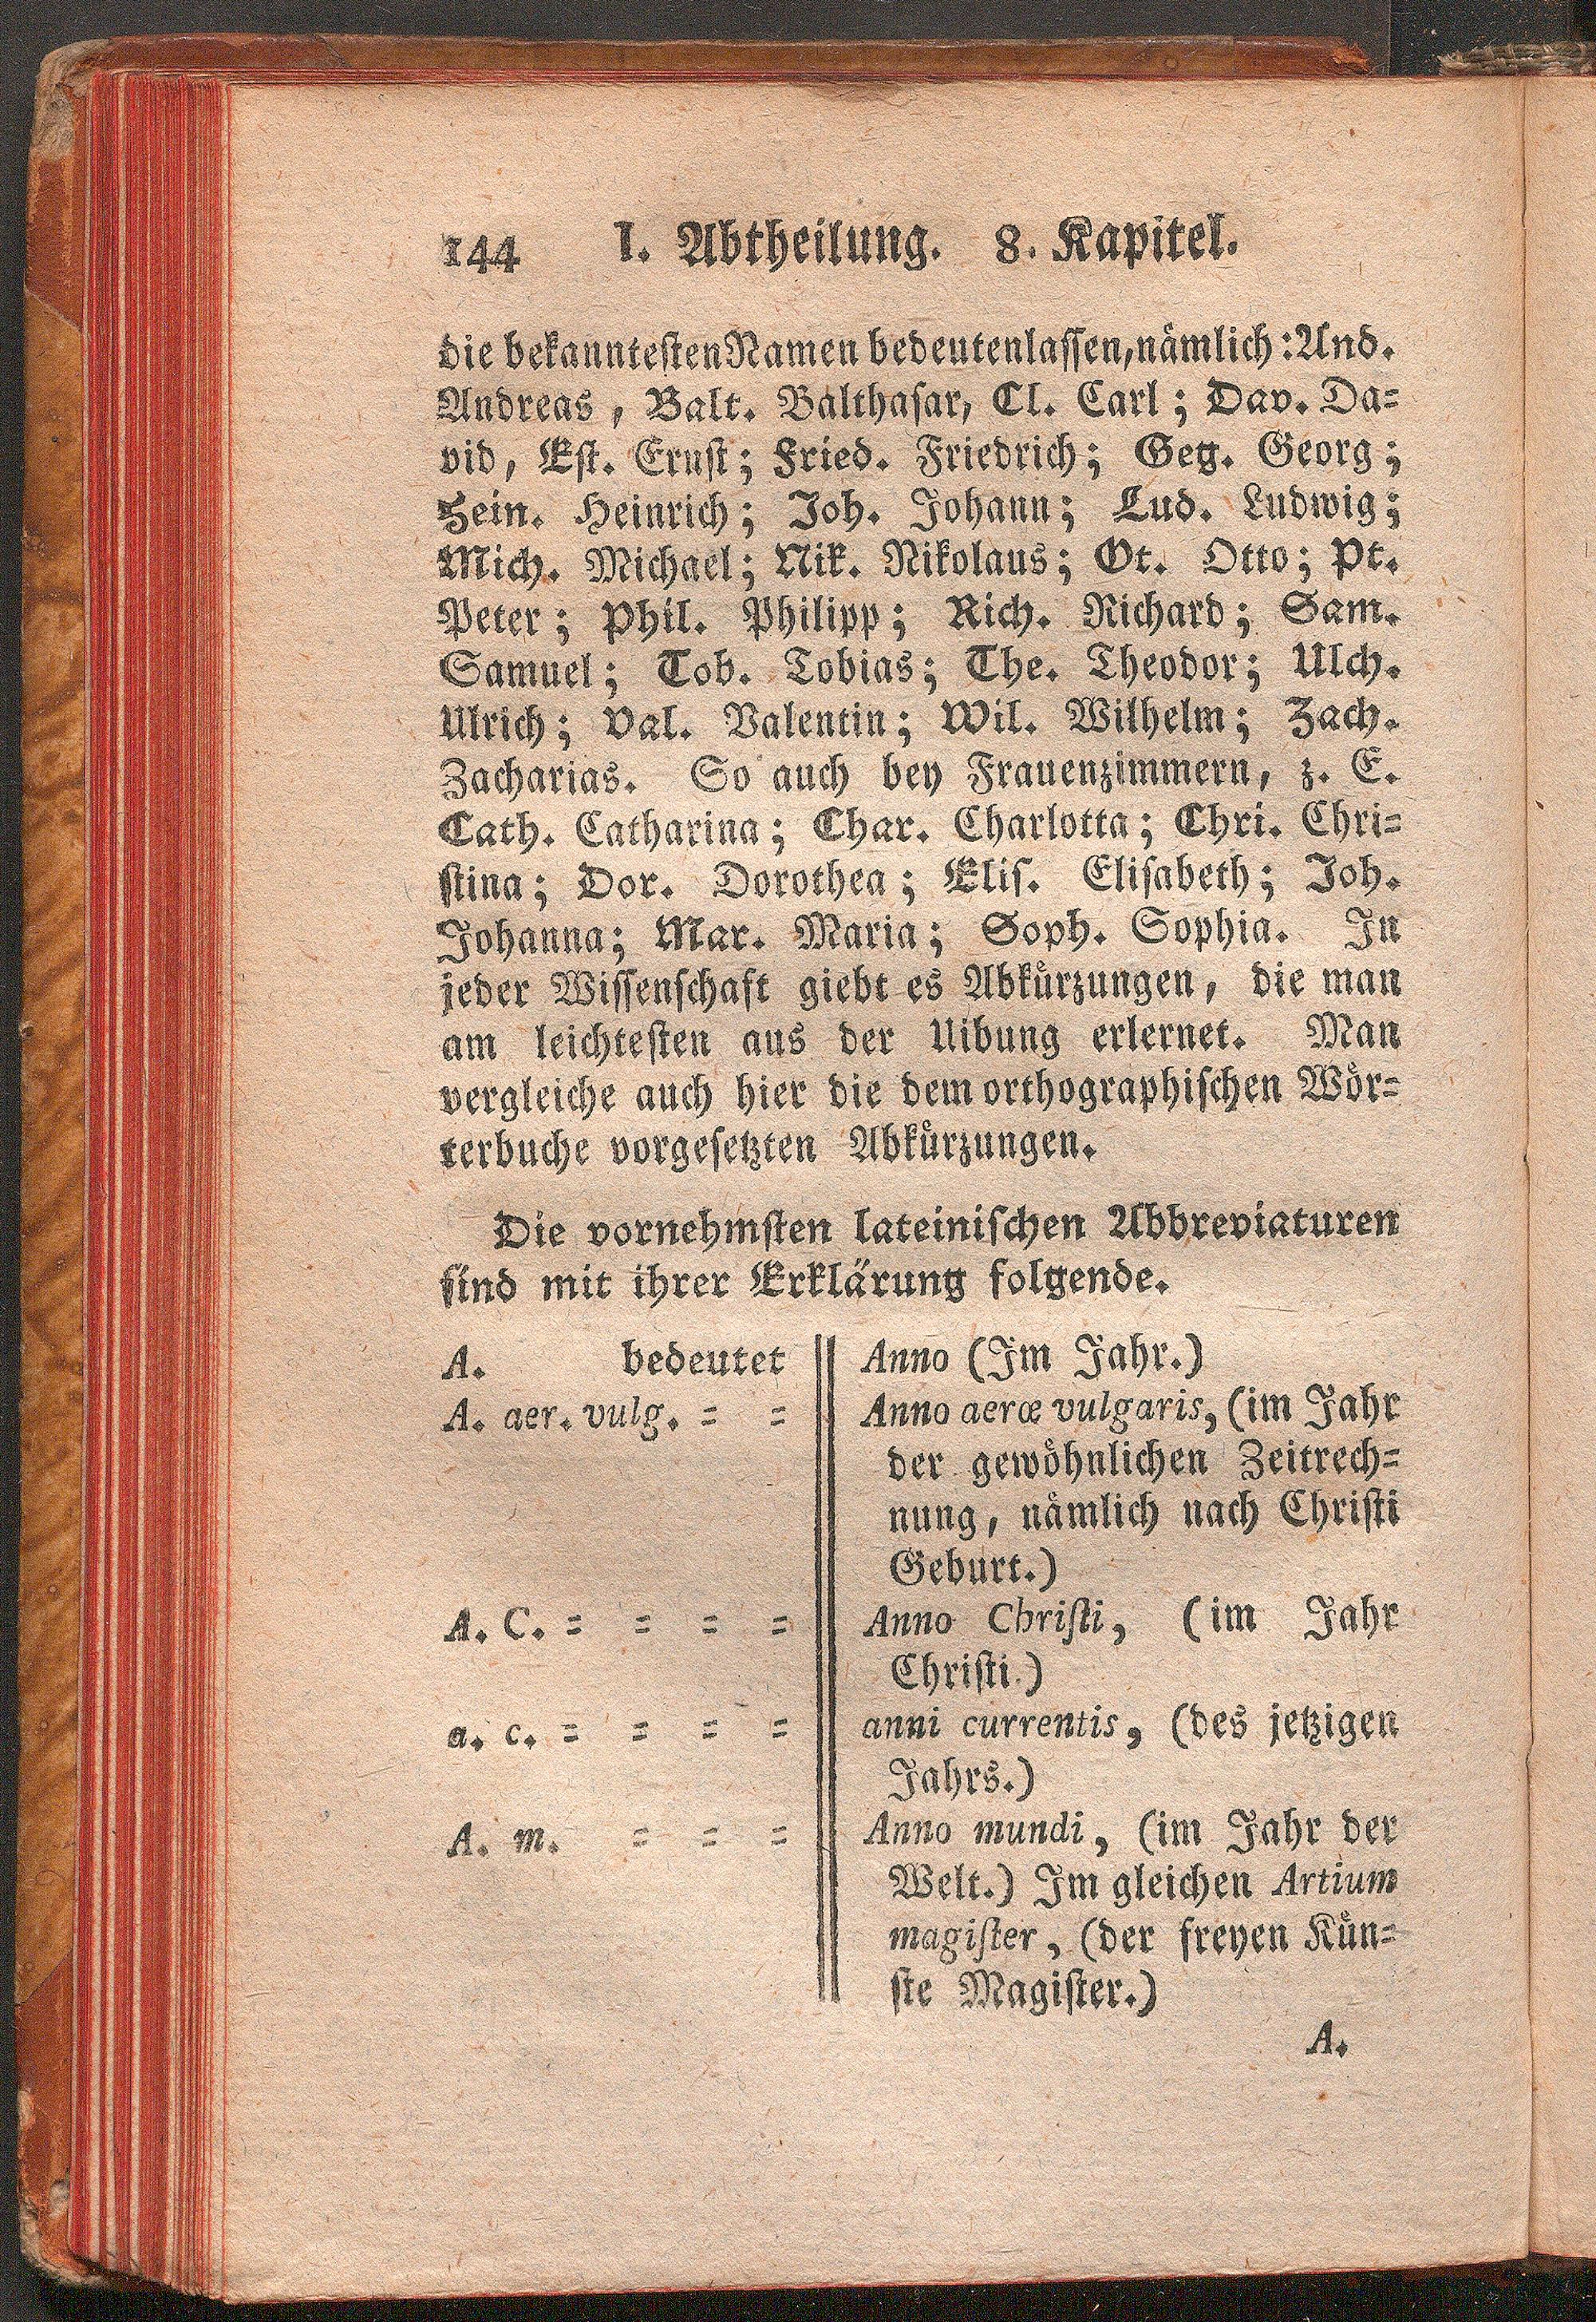 144 I. Abtheilung. 8. Kapitel.
die bekanntesten Namen bedeuten lassen, nämlich: And.
Andreas, Balt. Balthasar, Cl. Carl; Dav. Da=
vid, Est. Ernst; Fried. Friedrich; Geg. Georg;
Hein. Heinrich; Joh. Johann; Lud. Ludwig;
Mich. Michael; Nik. Nikolaus; Ot. Otto; Pt.
Peter; Phil. Philipp; Rich. Richard; Sam.
Samuel; Tob. Tobias; The. Theodor; Ulch.
Ulrich; Val. Valentin; Wil. Wilhelm; Zach.
Zacharias. So auch bey Frauenzimmern, z. E.
Cath. Catharina; Char. Charlotta; Chri. Chri=
stina; Dor. Dorothea; Elis. Elisabeth; Joh.
Johanna; Mar. Maria; Soph. Sophia. In
jeder Wissenschaft giebt es Abkürzungen, die man
am leichtesten aus der Uibung erlernet. Man
vergleiche auch hier die dem orthographischen Wör=
terbuche vorgesetzten Abkürzungen.
Die vornehmsten lateinischen Abbreviaturen
sind mit ihrer Erklärung folgende.
A. bedeutet || Anno (Im Jahr.)
A. aer. vulg. = = || Anno aeræ vulgaris, (im Jahr
der gewöhnlichen Zeitrech=
nung, nämlich nach Christi
Geburt.)
A. C. = = = = || Anno Christi, (im Jahr
Christi.)
a. c. = = = = || anni currentis, (des jetzigen
Jahrs.)
A. m. = = = || Anno mundi, (im Jahr der
Welt.) Im gleichen Artium
magister, (der freyen Kün=
ste Magister.)
A.